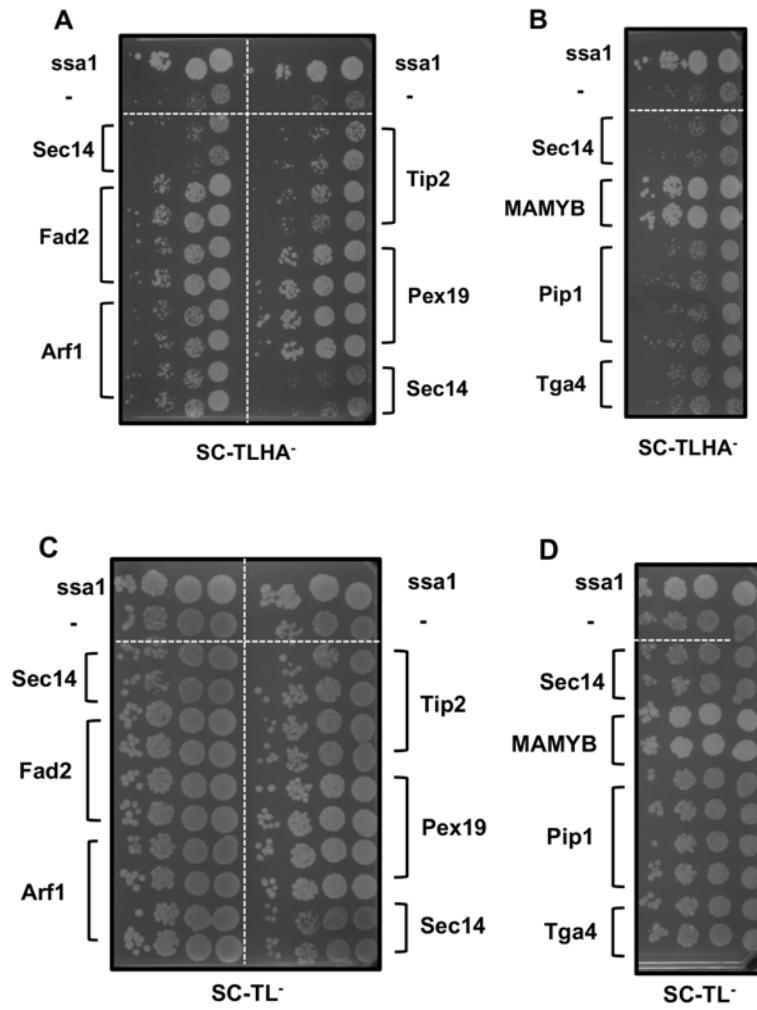 A
B
ssa1
ssa1
ssa1
-
-
-
Sec14
Tip2
Sec14
Fad2
MAMYB
Pex19
Pip1
Arf1
Sec14
Tga4
SC-TLHA-
SC-TLHA-
C
D
ssa1
ssa1
ssa1
-
-
-
Sec14
Tip2
Sec14
MAMYB
Fad2
Pex19
Pip1
Arf1
Sec14
Tga4
SC-TL-
SC-TL-